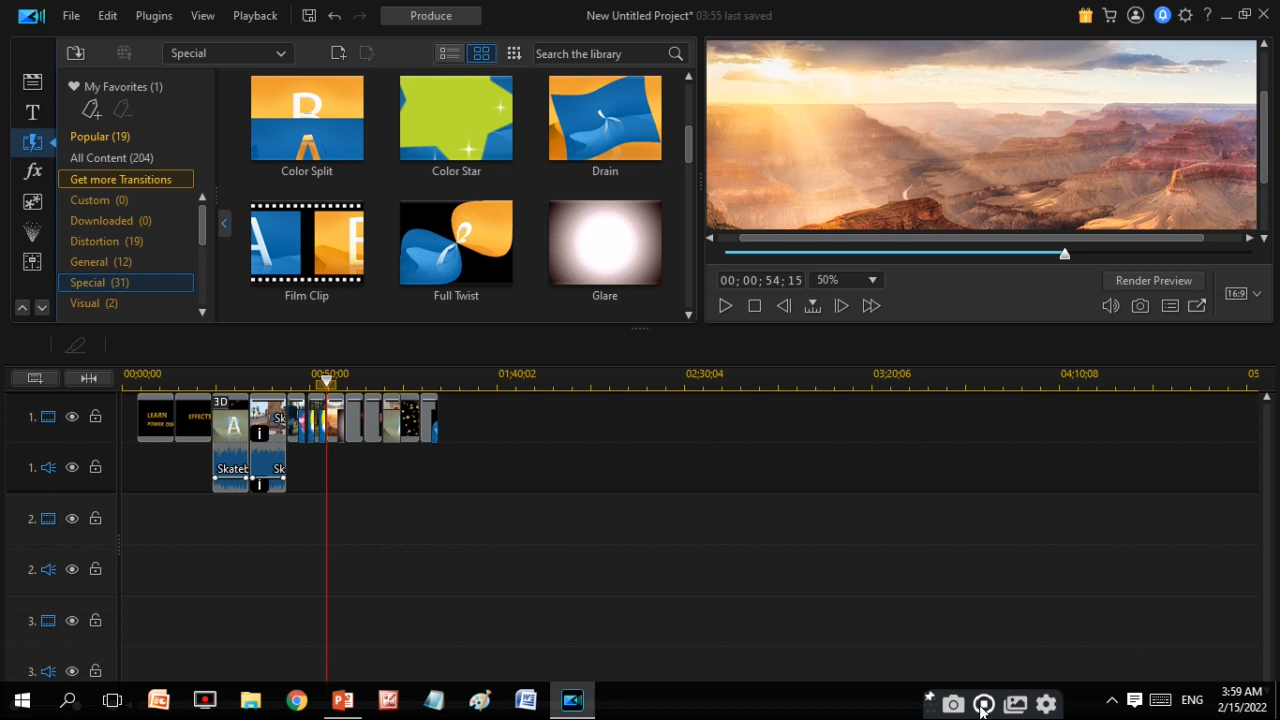 File Edit Plugins View Playback Produce New Untitled Project* 03:55 last saved
Special Search the library
My Favorites (1)
Popular (19)
All Content (204)
Get more Transitions
Custom (0)
Downloaded (0)
Distortion (19)
General (12)
Special (31)
Visual (2)
Color Split Color Star Drain
Film Clip Full Twist Glare
00; 00; 54; 15 50% Render Preview
16:9
00;00;00 00;50;00 01;40;02 02;30;04 03;20;06 04;10;08 05
1. LEARN EFFECTS 3D A Sk
POWER DIR
1. Skateb Sk
2.
2.
3.
3.
ENG 3:59 AM
2/15/2022